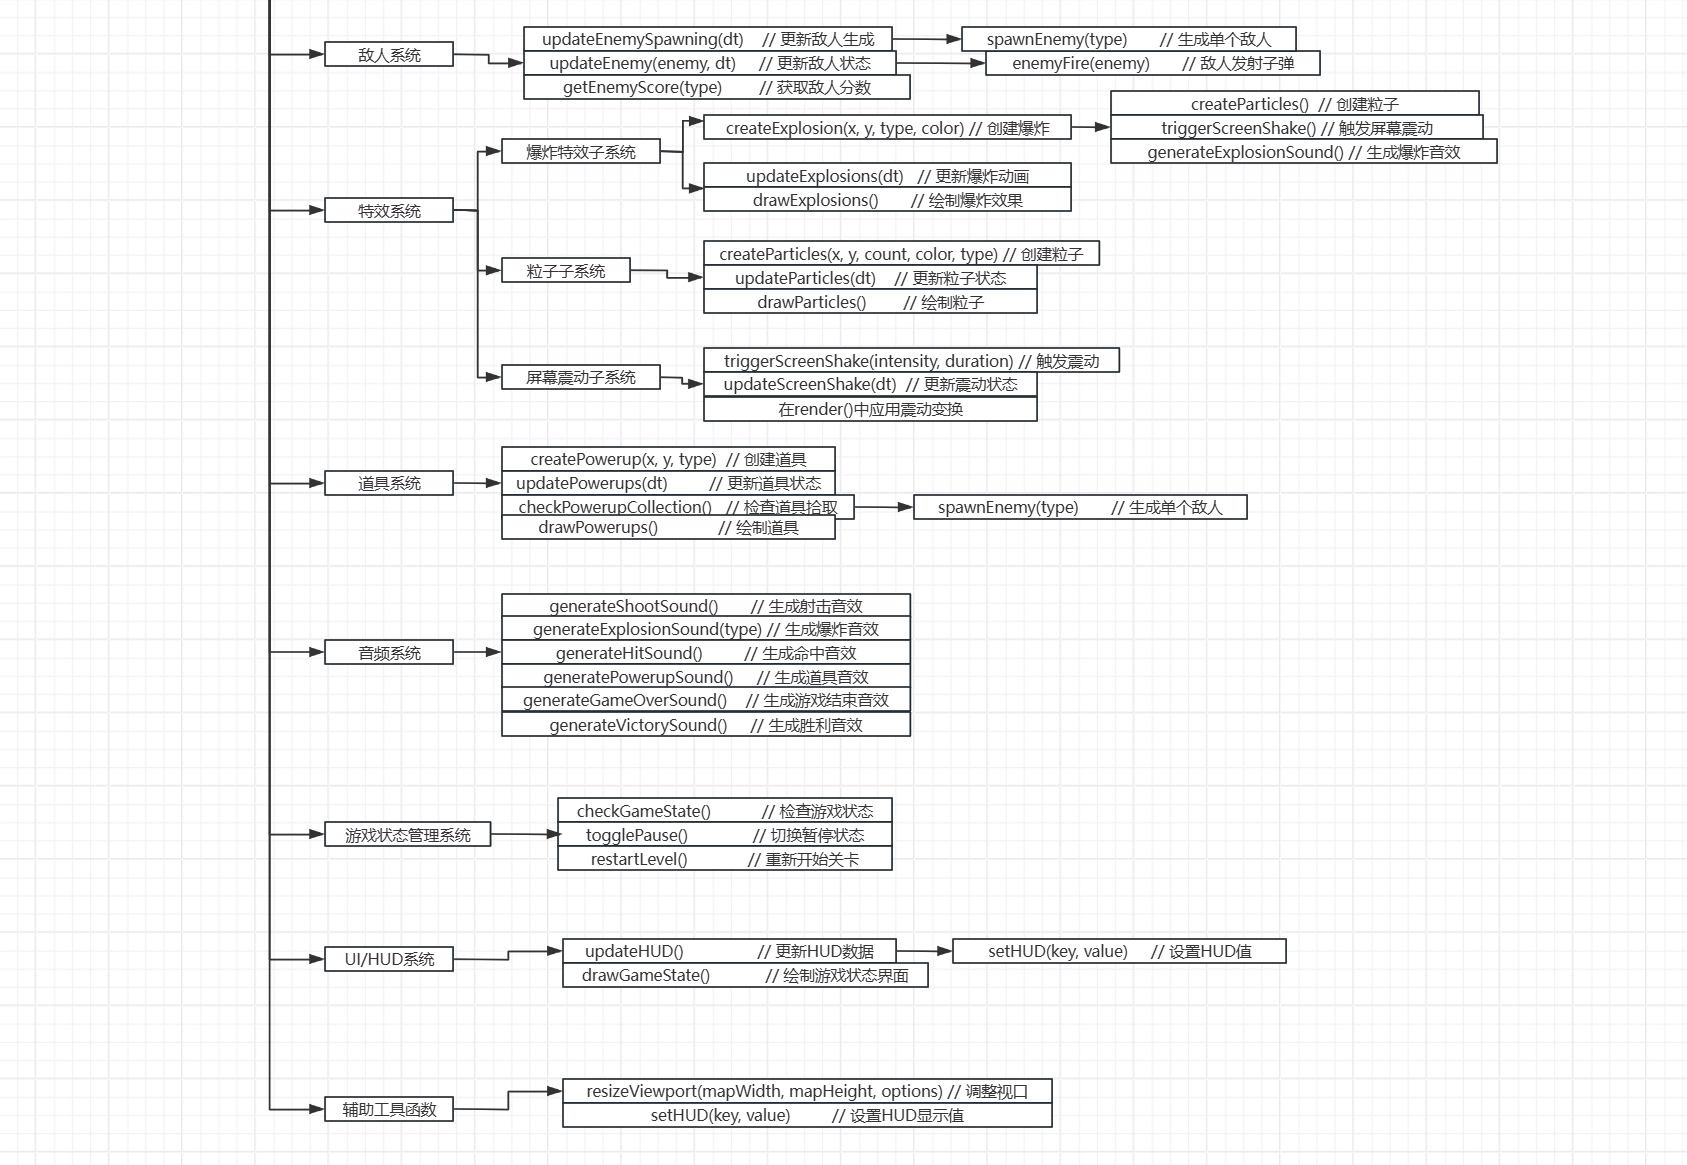 敌人系统
updateEnemySpawning(dt) // 更新敌人生成
spawnEnemy(type) // 生成单个敌人
updateEnemy(enemy, dt) // 更新敌人状态
enemyFire(enemy) // 敌人发射子弹
getEnemyScore(type) // 获取敌人分数
特效系统
爆炸特效子系统
createExplosion(x, y, type, color) // 创建爆炸
createParticles() // 创建粒子
triggerScreenShake() // 触发屏幕震动
generateExplosionSound() // 生成爆炸音效
updateExplosions(dt) // 更新爆炸动画
drawExplosions() // 绘制爆炸效果
粒子子系统
createParticles(x, y, count, color, type) // 创建粒子
updateParticles(dt) // 更新粒子状态
drawParticles() // 绘制粒子
屏幕震动子系统
triggerScreenShake(intensity, duration) // 触发震动
updateScreenShake(dt) // 更新震动状态
在render()中应用震动变换
道具系统
createPowerup(x, y, type) // 创建道具
updatePowerups(dt) // 更新道具状态
checkPowerupCollection() // 检查道具拾取
spawnEnemy(type) // 生成单个敌人
drawPowerups() // 绘制道具
音频系统
generateShootSound() // 生成射击音效
generateExplosionSound(type) // 生成爆炸音效
generateHitSound() // 生成命中音效
generatePowerupSound() // 生成道具音效
generateGameOverSound() // 生成游戏结束音效
generateVictorySound() // 生成胜利音效
游戏状态管理系统
checkGameState() // 检查游戏状态
togglePause() // 切换暂停状态
restartLevel() // 重新开始关卡
UI/HUD系统
updateHUD() // 更新HUD数据
setHUD(key, value) // 设置HUD值
drawGameState() // 绘制游戏状态界面
辅助工具函数
resizeViewport(mapWidth, mapHeight, options) // 调整视口
setHUD(key, value) // 设置HUD显示值